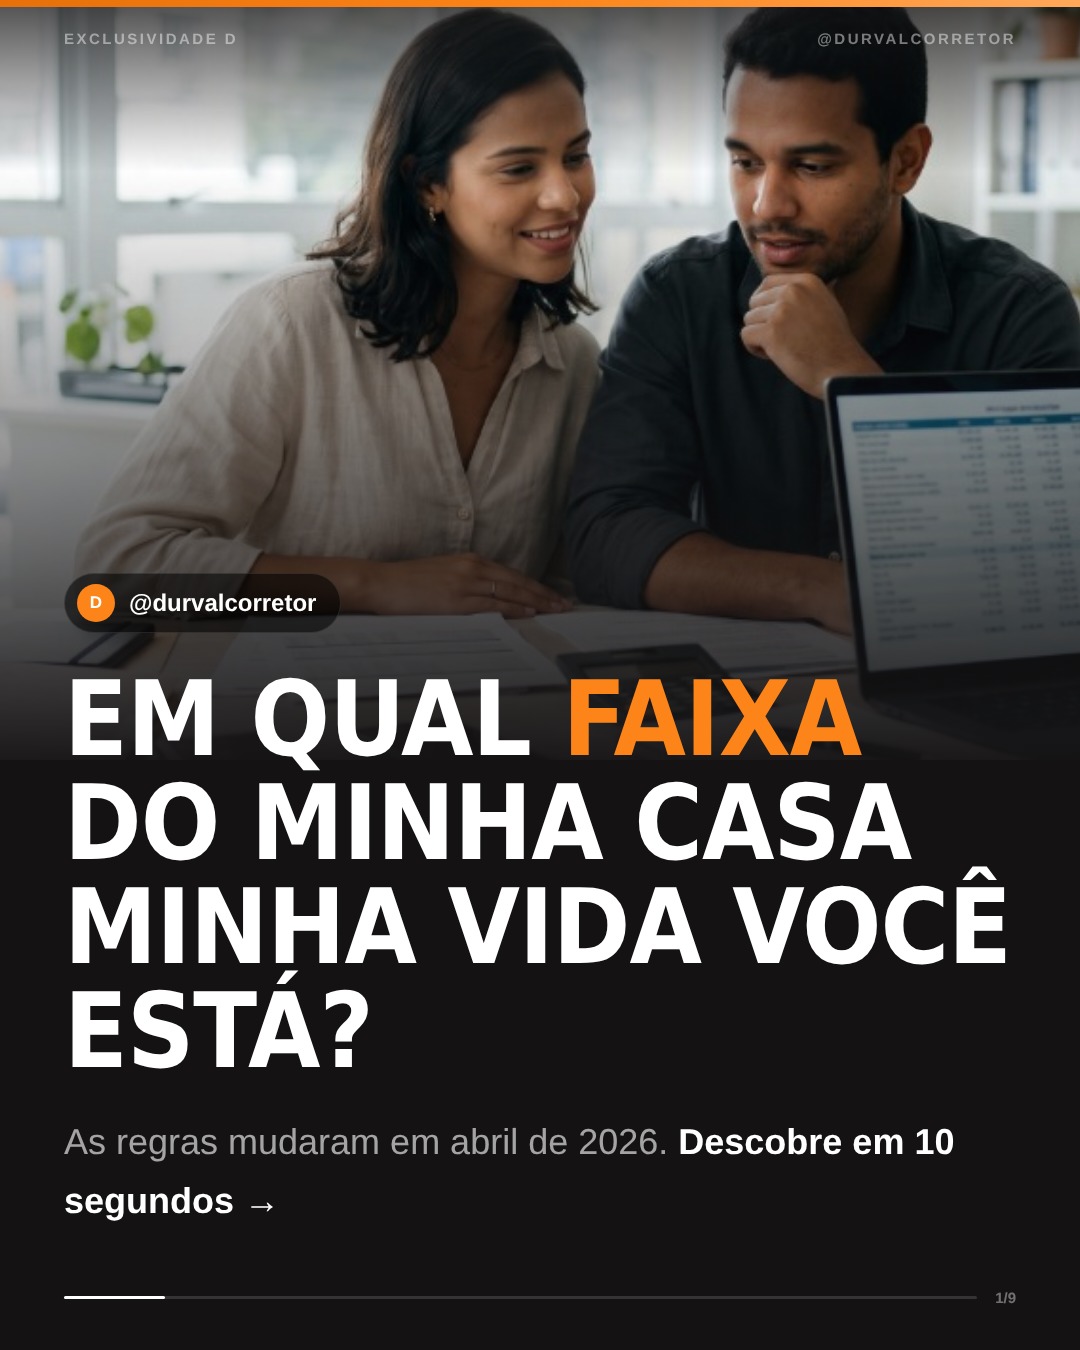 EXCLUSIVIDADE D
@DURVALCORRETOR
D @durvalcorretor
EM QUAL FAIXA
DO MINHA CASA
MINHA VIDA VOCÊ
ESTÁ?
As regras mudaram em abril de 2026. Descobre em 10
segundos →
1/9